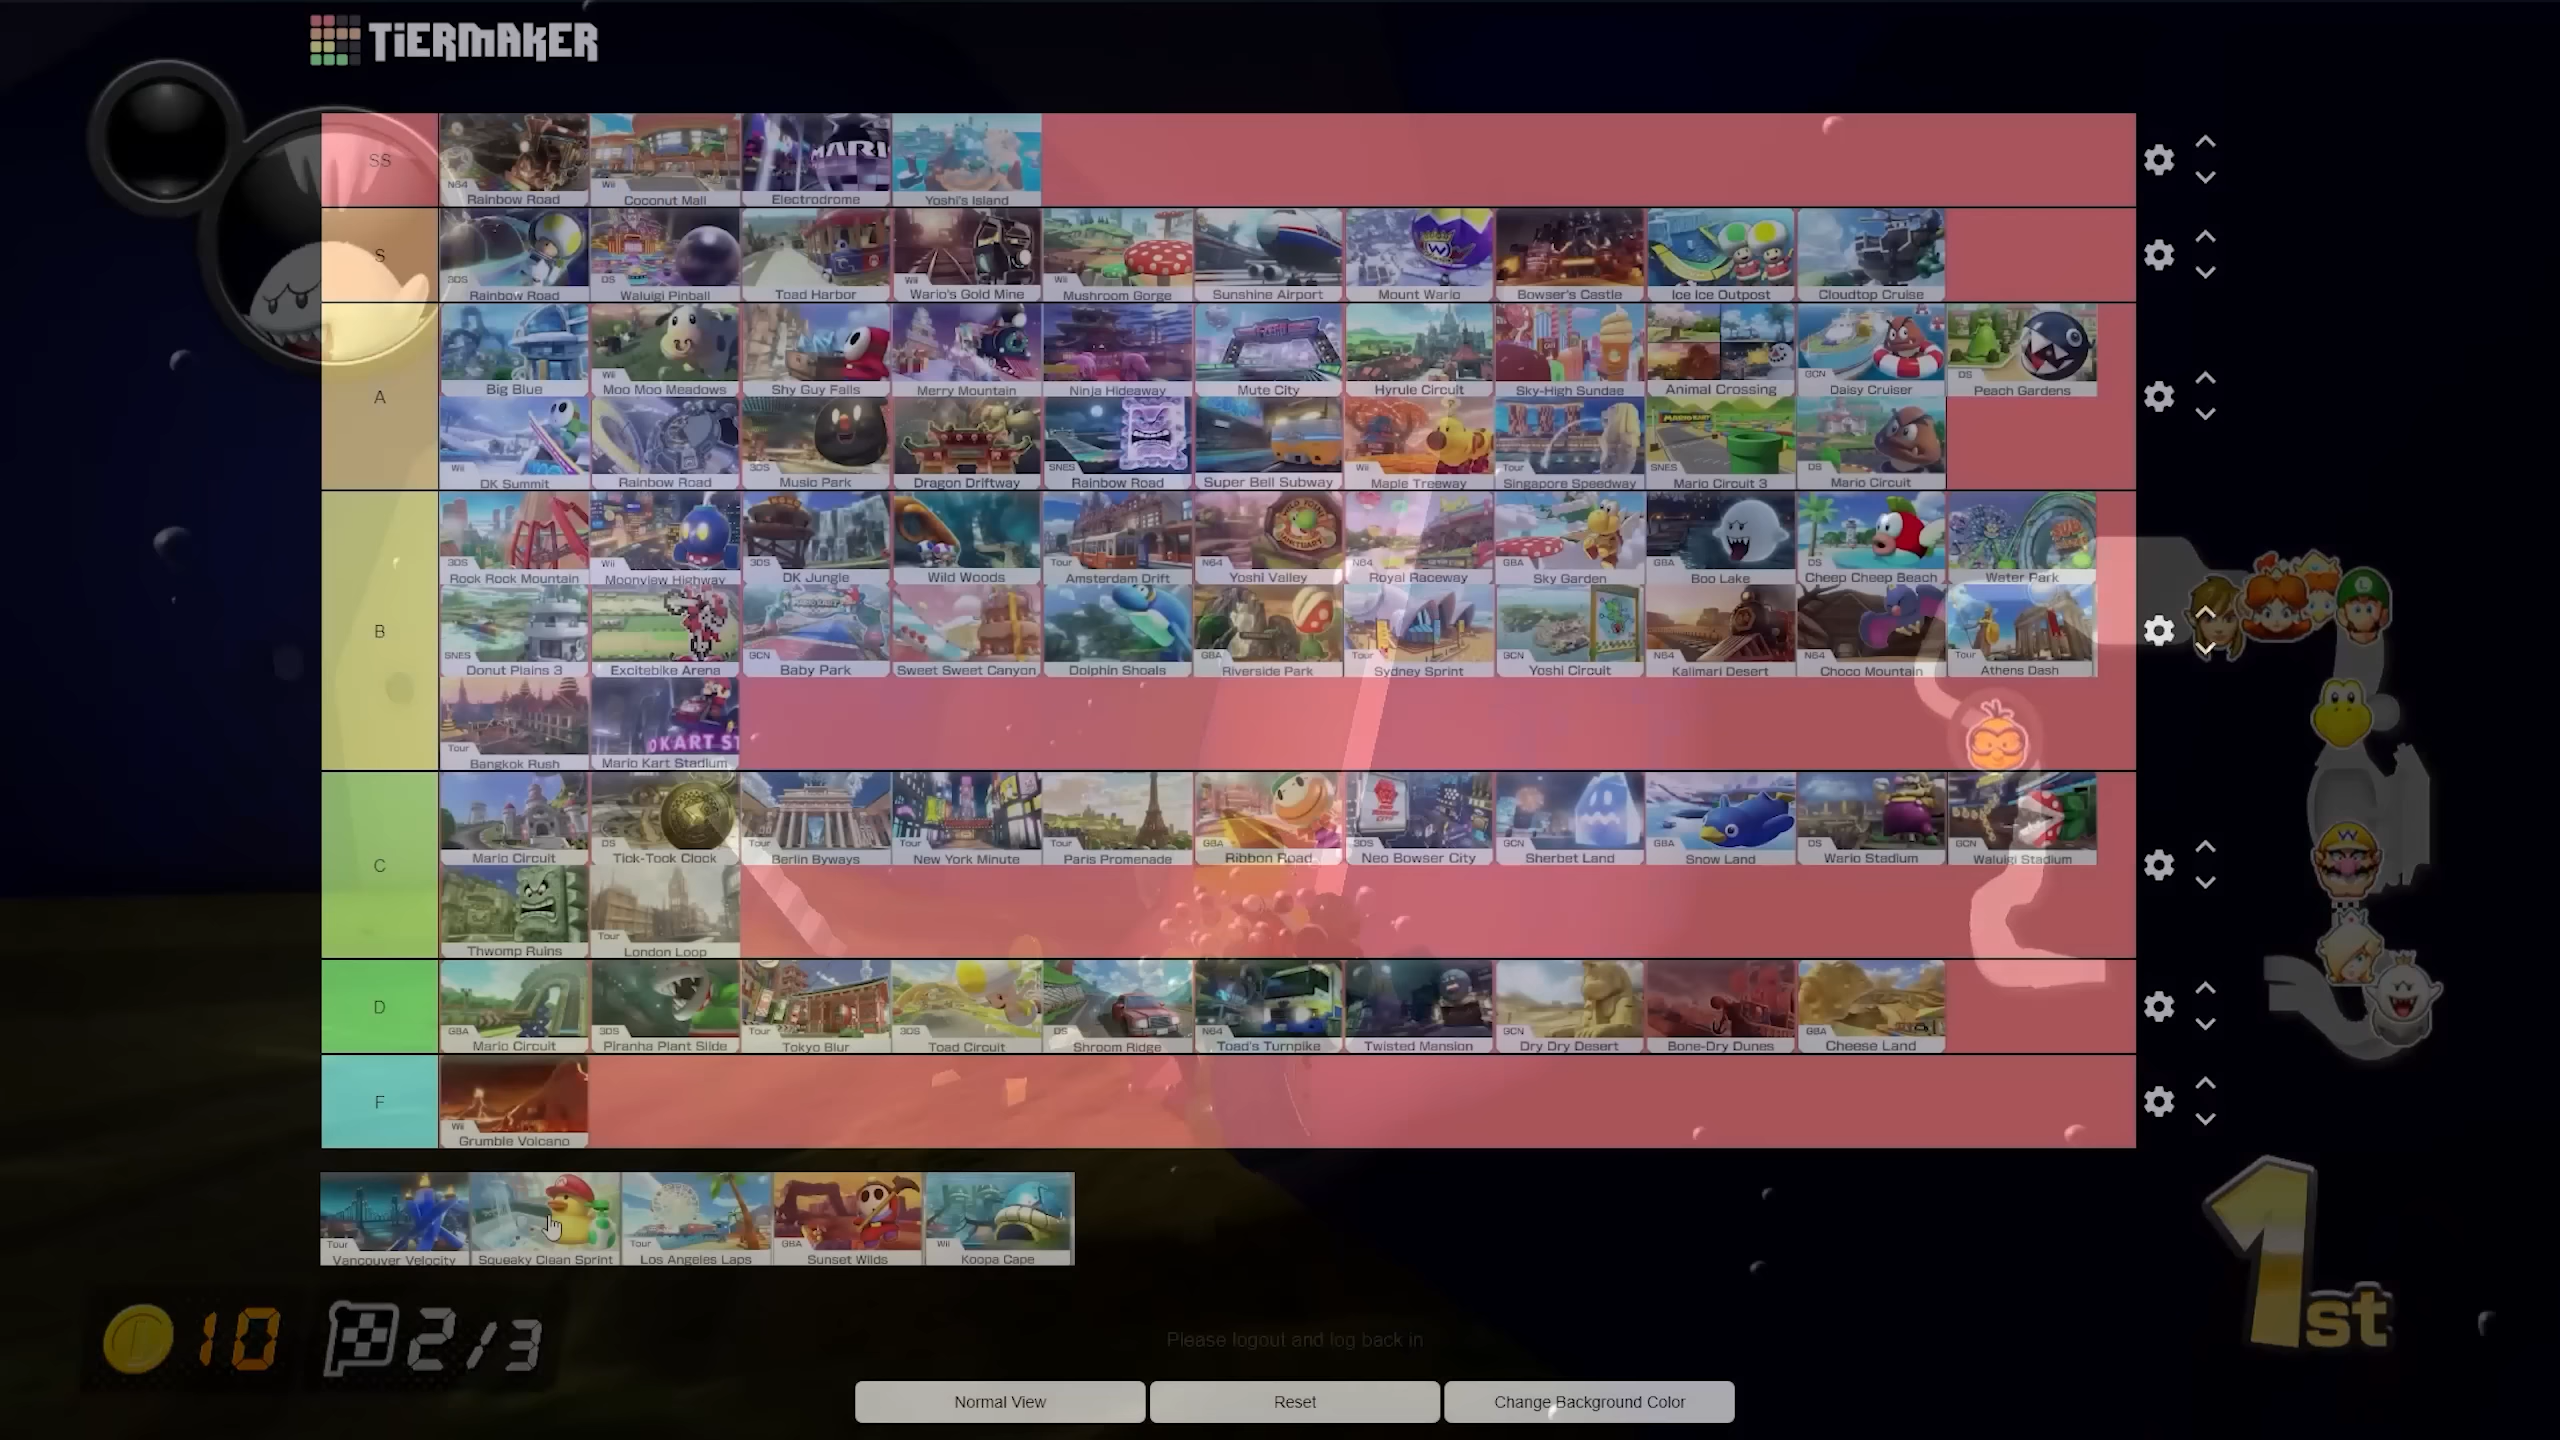 TiERMAKER
SS
N64 Rainbow Road
Wii Coconut Mall
MARI Electrodrome
Yoshi's Island
S
3DS Rainbow Road
DS Waluigi Pinball
Toad Harbor
Wii Wario's Gold Mine
Wii Mushroom Gorge
Sunshine Airport
Mount Wario
Bowser's Castle
Ice Ice Outpost
Cloudtop Cruise
A
Big Blue
Wii Moo Moo Meadows
Shy Guy Falls
Merry Mountain
Ninja Hideaway
Mute City
Hyrule Circuit
Sky-High Sundae
Animal Crossing
GCN Daisy Cruiser
DS Peach Gardens
Wii DK Summit
Rainbow Road
3DS Music Park
Dragon Driftway
SNES Rainbow Road
Super Bell Subway
Wii Maple Treeway
Tour Singapore Speedway
SNES Mario Circuit 3
DS Mario Circuit
B
3DS Rock Rock Mountain
Wii Moonview Highway
3DS DK Jungle
Wild Woods
Tour Amsterdam Drift
N64 Yoshi Valley
N64 Royal Raceway
GBA Sky Garden
GBA Boo Lake
DS Cheep Cheep Beach
Water Park
SNES Donut Plains 3
Excitebike Arena
GCN Baby Park
Sweet Sweet Canyon
Dolphin Shoals
GBA Riverside Park
Tour Sydney Sprint
GCN Yoshi Circuit
N64 Kalimari Desert
N64 Choco Mountain
Tour Athens Dash
Tour Bangkok Rush
OKART ST Mario Kart Stadium
C
Mario Circuit
DS Tick-Tock Clock
Tour Berlin Byways
Tour New York Minute
Tour Paris Promenade
GBA Ribbon Road
3DS Neo Bowser City
GCN Sherbet Land
GBA Snow Land
DS Wario Stadium
GCN Waluigi Stadium
Thwomp Ruins
Tour London Loop
D
GBA Mario Circuit
3DS Piranha Plant Slide
Tour Tokyo Blur
3DS Toad Circuit
DS Shroom Ridge
N64 Toad's Turnpike
Twisted Mansion
GCN Dry Dry Desert
Bone-Dry Dunes
GBA Cheese Land
F
Wii Grumble Volcano
Tour Vancouver Velocity
Squeaky Clean Sprint
Tour Los Angeles Laps
GBA Sunset Wilds
Wii Koopa Cape
10
2/3
1st
Please logout and log back in
Normal View
Reset
Change Background Color